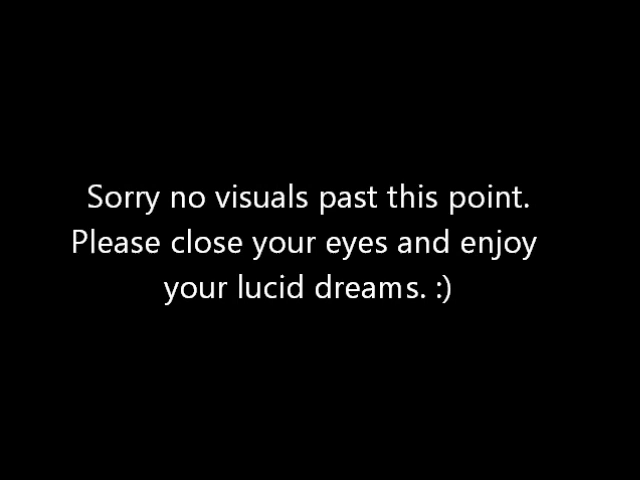 Sorry no visuals past this point.
Please close your eyes and enjoy
your lucid dreams. :)